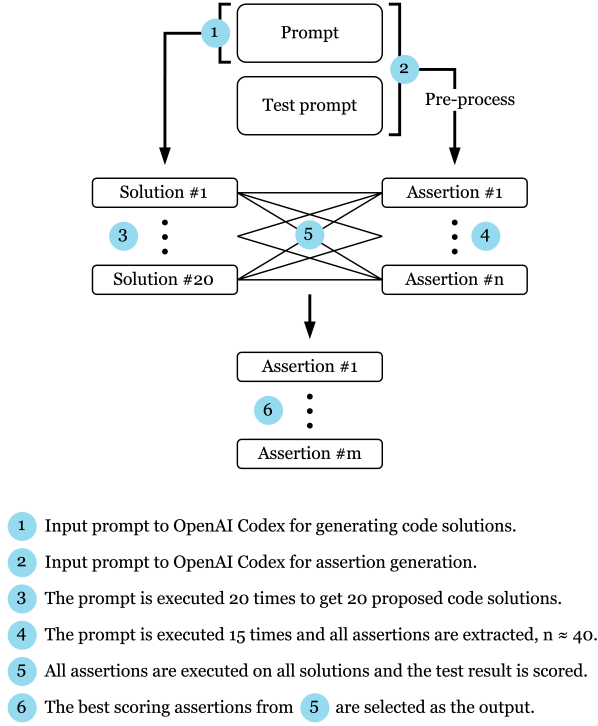 1
Prompt
2
Test prompt
Pre-process
Solution #1
Assertion #1
3
5
4
Solution #20
Assertion #n
Assertion #1
6
Assertion #m
1 Input prompt to OpenAI Codex for generating code solutions.
2 Input prompt to OpenAI Codex for assertion generation.
3 The prompt is executed 20 times to get 20 proposed code solutions.
4 The prompt is executed 15 times and all assertions are extracted, n ≈ 40.
5 All assertions are executed on all solutions and the test result is scored.
6 The best scoring assertions from 5 are selected as the output.